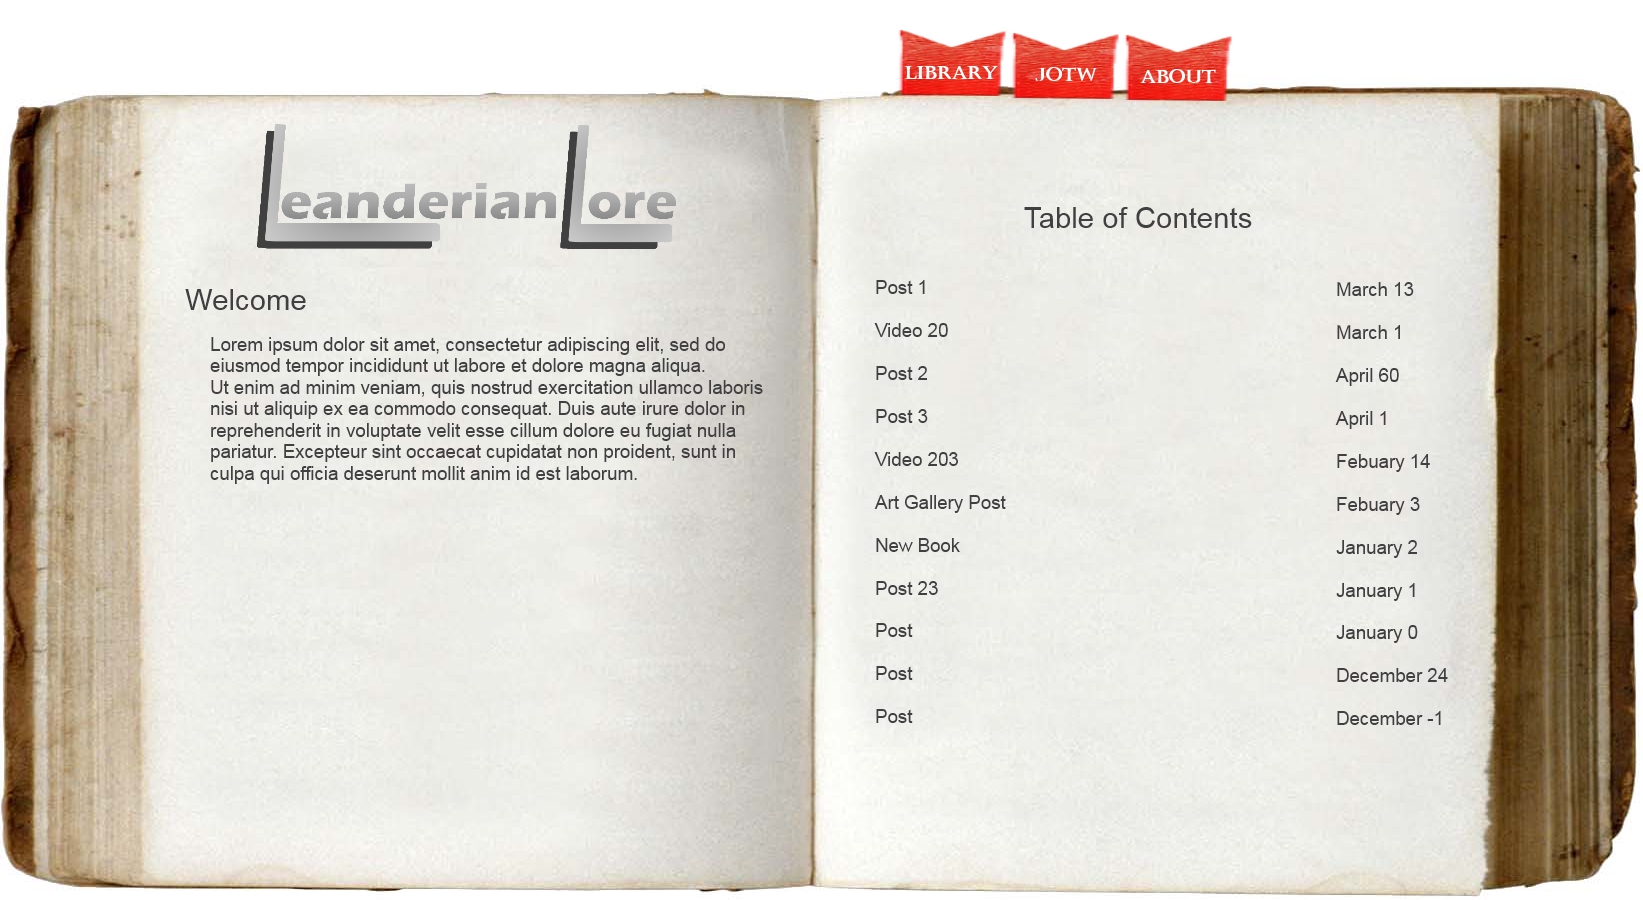 LIBRARY JOTW ABOUT
Leanderian Lore
Welcome
Lorem ipsum dolor sit amet, consectetur adipiscing elit, sed do
eiusmod tempor incididunt ut labore et dolore magna aliqua.
Ut enim ad minim veniam, quis nostrud exercitation ullamco laboris
nisi ut aliquip ex ea commodo consequat. Duis aute irure dolor in
reprehenderit in voluptate velit esse cillum dolore eu fugiat nulla
pariatur. Excepteur sint occaecat cupidatat non proident, sunt in
culpa qui officia deserunt mollit anim id est laborum.
Table of Contents
Post 1 March 13
Video 20 March 1
Post 2 April 60
Post 3 April 1
Video 203 Febuary 14
Art Gallery Post Febuary 3
New Book January 2
Post 23 January 1
Post January 0
Post December 24
Post December -1